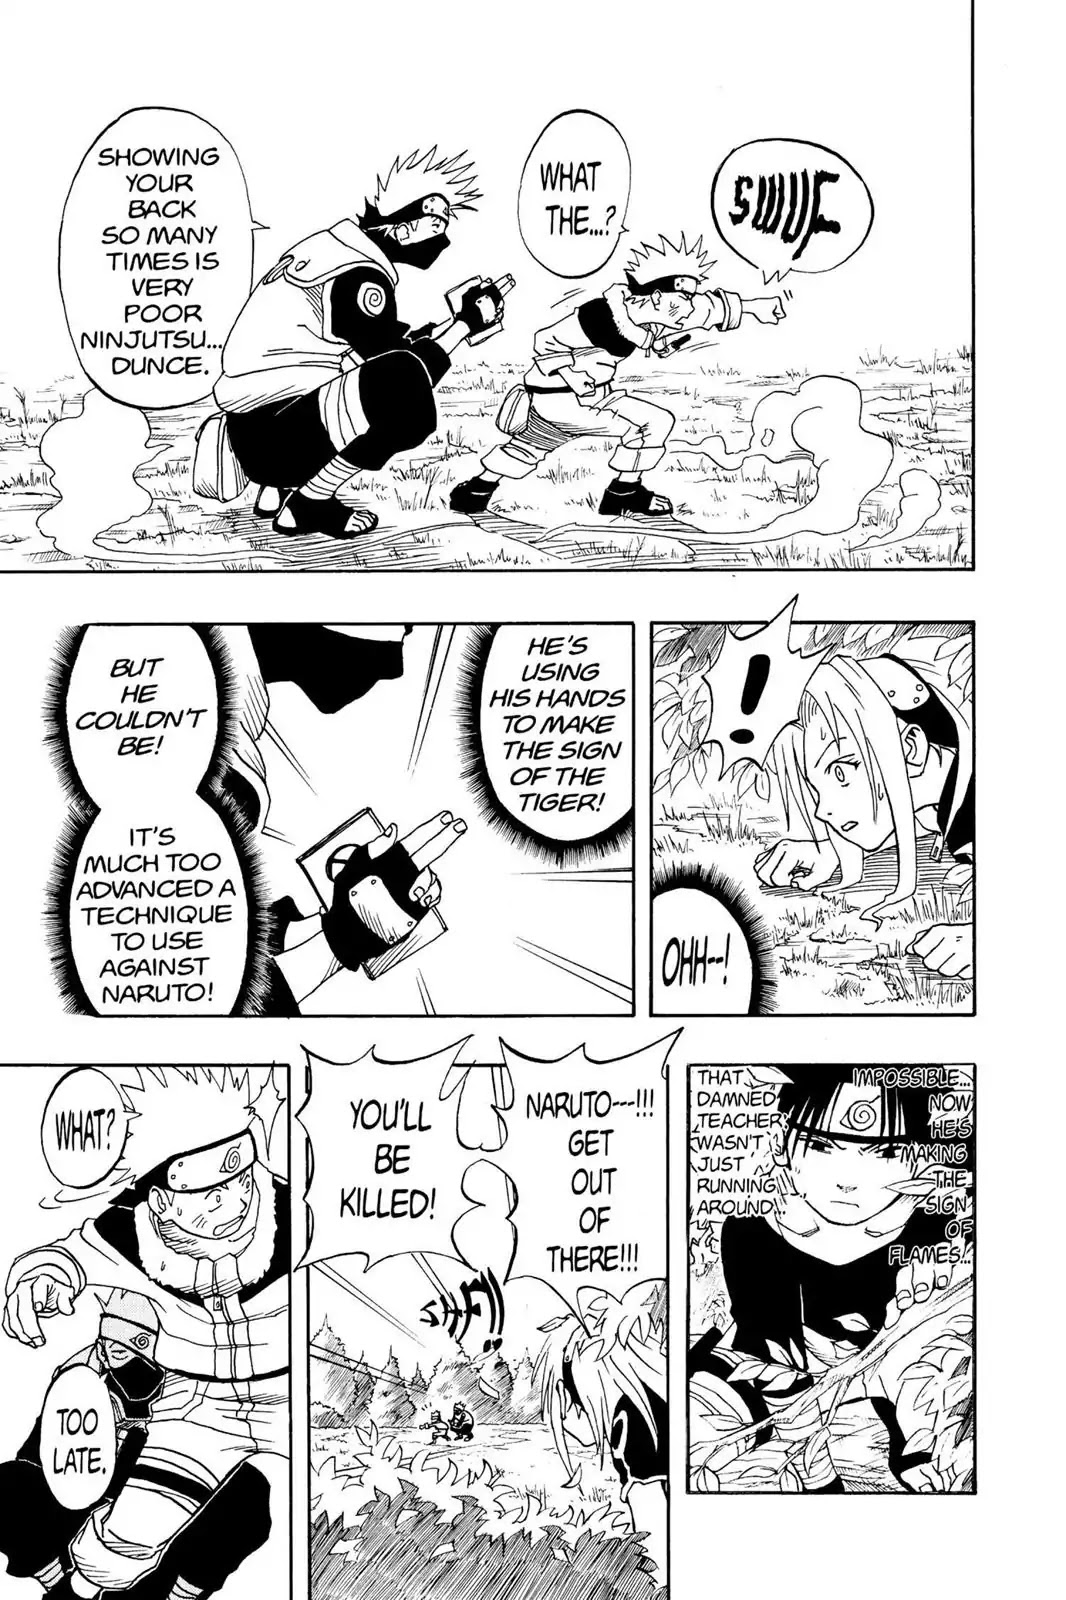 SWUF
WHAT
THE...?
SHOWING
YOUR
BACK
SO MANY
TIMES IS
VERY
POOR
NINJUTSU...
DUNCE.
!
OHH--!
HE'S
USING
HIS HANDS
TO MAKE
THE SIGN
OF THE
TIGER!
BUT
HE
COULDN'T
BE!
IT'S
MUCH TOO
ADVANCED A
TECHNIQUE
TO USE
AGAINST
NARUTO!
IMPOSSIBLE...
NOW
HE'S
MAKING
THE
SIGN
OF
FLAMES...
THAT
DAMNED
TEACHER
WASN'T
JUST
RUNNING
AROUND...
NARUTO---!!!
GET
OUT
OF
THERE!!!
YOU'LL
BE
KILLED!
WHAT?
TOO
LATE.